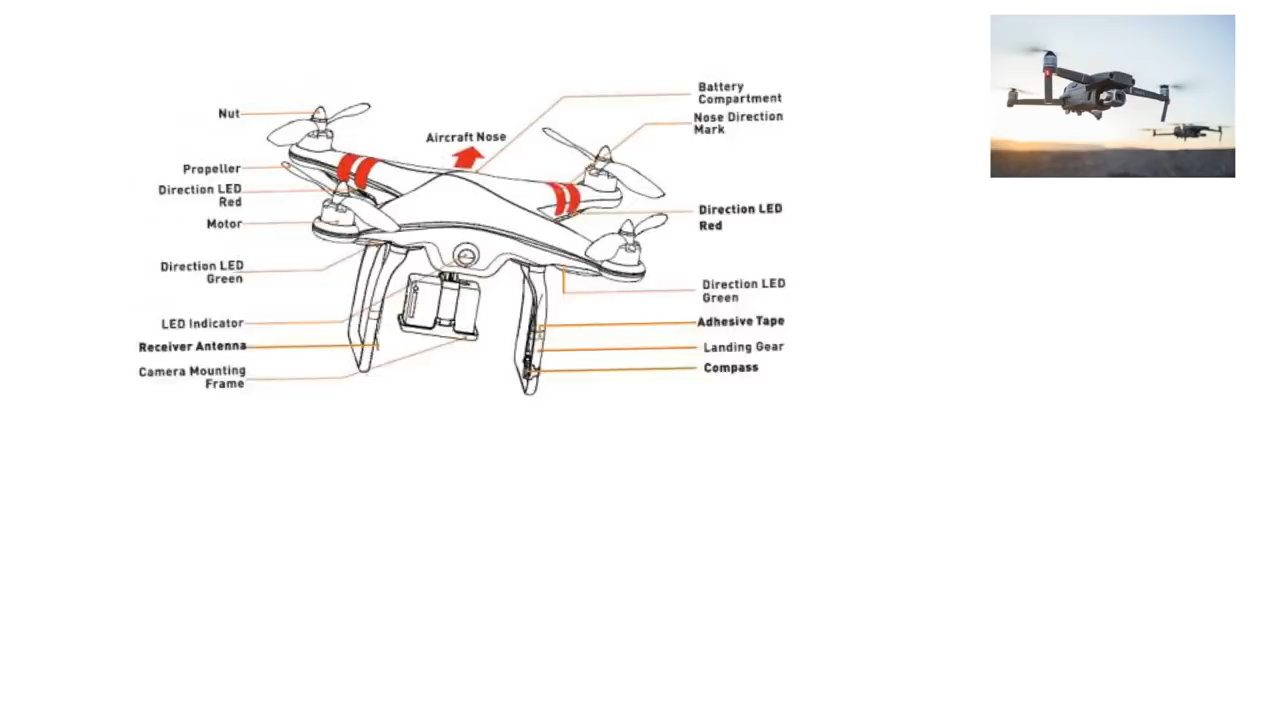 Nut
Propeller
Direction LED
Red
Motor
Direction LED
Green
LED Indicator
Receiver Antenna
Camera Mounting
Frame
Aircraft Nose
Battery
Compartment
Nose Direction
Mark
Direction LED
Red
Direction LED
Green
Adhesive Tape
Landing Gear
Compass